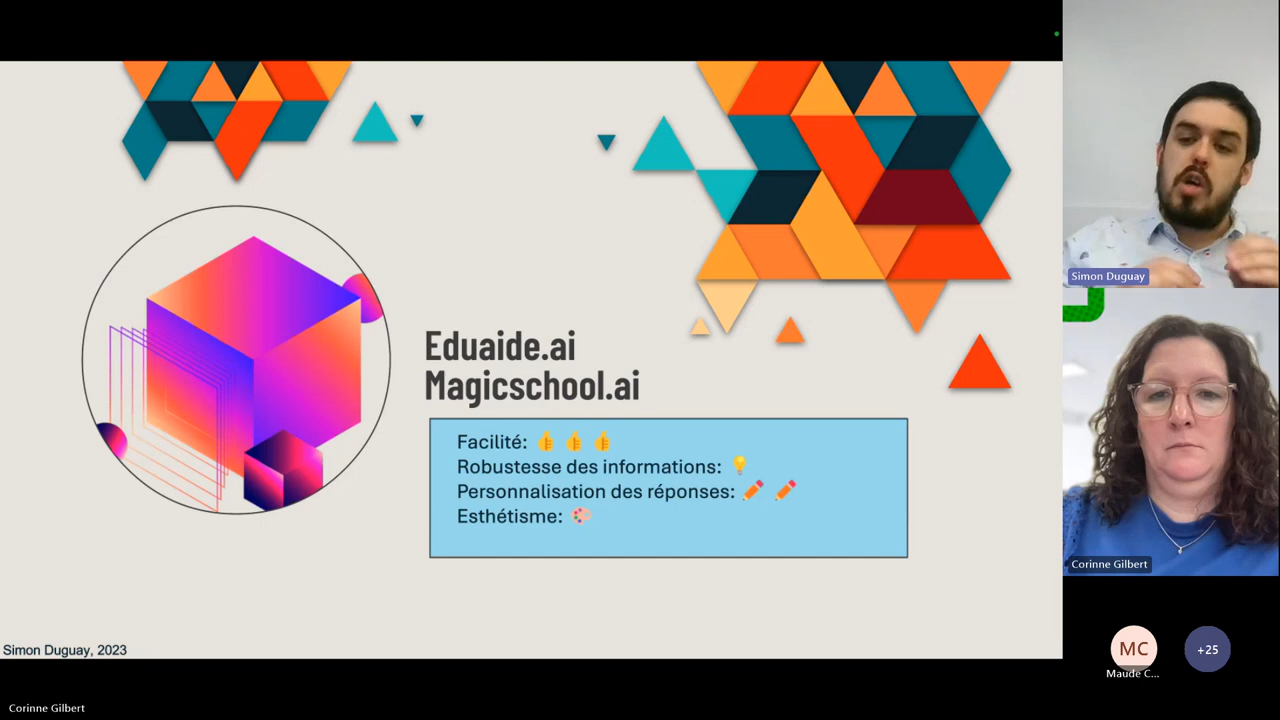 Eduaide.ai
Magicschool.ai
Facilité: 👍 👍 👍
Robustesse des informations: 💡
Personnalisation des réponses: ✏️ ✏️
Esthétisme: 🎨
Simon Duguay, 2023
Simon Duguay
Corinne Gilbert
MC
Maude C...
+25
Corinne Gilbert